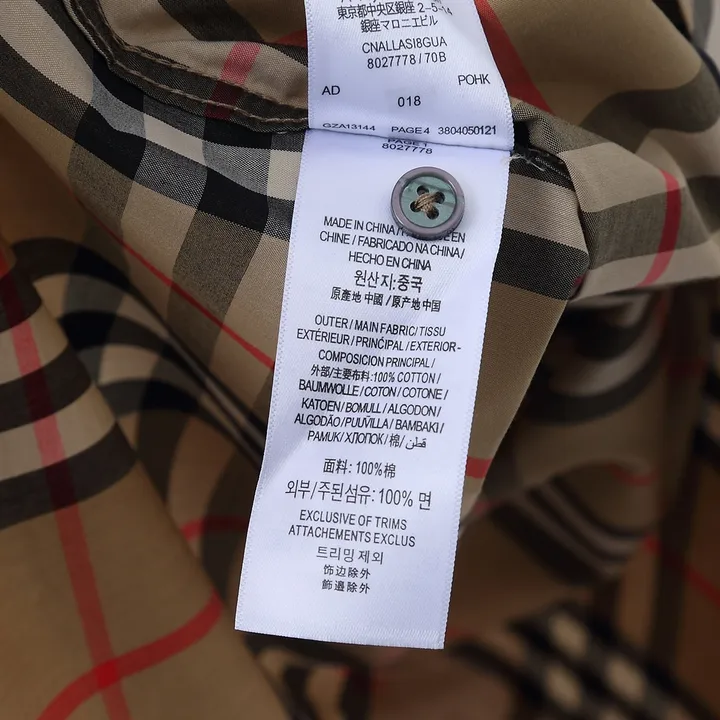 東京都中央区銀座 2-5-14
銀座マロニエビル
CNALLASI8GUA
8027778 / 70B
AD
POHK
018
GZA13144 PAGE4 3804050121
PAGE 1
8027778
MADE IN CHINA / EN
CHINE / FABRICADO NA CHINA /
HECHO EN CHINA
원산지:중국
原產地 中國 / 原产地 中国
OUTER / MAIN FABRIC/ TISSU
EXTÉRIEUR / PRINCIPAL / EXTERIOR-
COMPOSICION PRINCIPAL /
外部/主要布料:100% COTTON /
BAUMWOLLE / COTON / COTONE /
KATOEN / BOMULL / ALGODON /
ALGODÃO / PUUVILLA / BAMBAKI /
PAMUK / ХЛОПОК / 棉/ قطن
面料: 100%棉
외부/주된섬유: 100% 면
EXCLUSIVE OF TRIMS
ATTACHEMENTS EXCLUS
트리밍 제외
饰边除外
飾邊除外